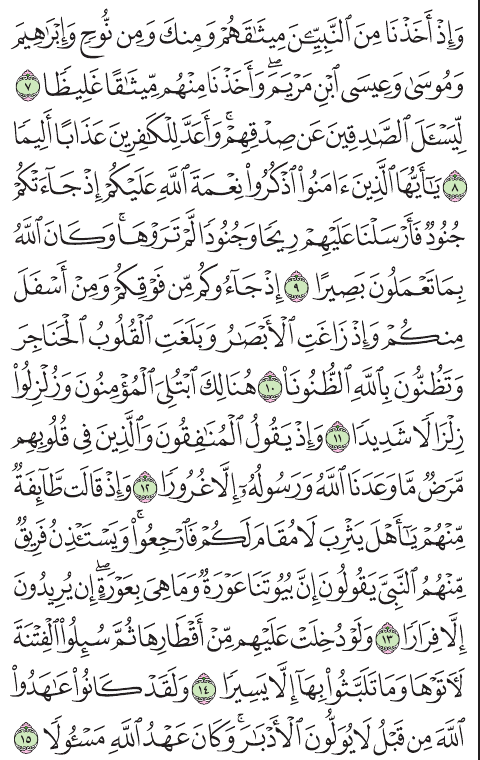 وَإِذْ أَخَذْنَا مِنَ ٱلنَّبِيِّـۧنَ مِيثَٰقَهُمْ وَمِنكَ وَمِن نُّوحٍ وَإِبْرَٰهِيمَ
وَمُوسَىٰ وَعِيسَى ٱبْنِ مَرْيَمَۖ وَأَخَذْنَا مِنْهُم مِّيثَٰقًا غَلِيظًا ٧
لِّيَسْـَٔلَ ٱلصَّٰدِقِينَ عَن صِدْقِهِمْۚ وَأَعَدَّ لِلْكَٰفِرِينَ عَذَابًا أَلِيمًا
٨ يَٰٓأَيُّهَا ٱلَّذِينَ ءَامَنُوا۟ ٱذْكُرُوا۟ نِعْمَةَ ٱللَّهِ عَلَيْكُمْ إِذْ جَآءَتْكُمْ
جُنُودٌ فَأَرْسَلْنَا عَلَيْهِمْ رِيحًا وَجُنُودًا لَّمْ تَرَوْهَاۚ وَكَانَ ٱللَّهُ
بِمَا تَعْمَلُونَ بَصِيرًا ٩ إِذْ جَآءُوكُم مِّن فَوْقِكُمْ وَمِنْ أَسْفَلَ
مِنكُمْ وَإِذْ زَاغَتِ ٱلْأَبْصَٰرُ وَبَلَغَتِ ٱلْقُلُوبُ ٱلْحَنَاجِرَ
وَتَظُنُّونَ بِٱللَّهِ ٱلظُّنُونَا۠ ١٠ هُنَالِكَ ٱبْتُلِىَ ٱلْمُؤْمِنُونَ وَزُلْزِلُوا۟
زِلْزَالًا شَدِيدًا ١١ وَإِذْ يَقُولُ ٱلْمُنَٰفِقُونَ وَٱلَّذِينَ فِى قُلُوبِهِم
مَّرَضٌ مَّا وَعَدَنَا ٱللَّهُ وَرَسُولُهُۥٓ إِلَّا غُرُورًا ١٢ وَإِذْ قَالَت طَّآئِفَةٌ
مِّنْهُمْ يَٰٓأَهْلَ يَثْرِبَ لَا مُقَامَ لَكُمْ فَٱرْجِعُوا۟ۚ وَيَسْتَـْٔذِنُ فَرِيقٌ
مِّنْهُمُ ٱلنَّبِىَّ يَقُولُونَ إِنَّ بُيُوتَنَا عَوْرَةٌ وَمَا هِىَ بِعَوْرَةٍۖ إِن يُرِيدُونَ
إِلَّا فِرَارًا ١٣ وَلَوْ دُخِلَتْ عَلَيْهِم مِّنْ أَقْطَارِهَا ثُمَّ سُئِلُوا۟ ٱلْفِتْنَةَ
لَـَٔاتَوْهَا وَمَا تَلَبَّثُوا۟ بِهَآ إِلَّا يَسِيرًا ١٤ وَلَقَدْ كَانُوا۟ عَٰهَدُوا۟
ٱللَّهَ مِن قَبْلُ لَا يُوَلُّونَ ٱلْأَدْبَٰرَۚ وَكَانَ عَهْدُ ٱللَّهِ مَسْـُٔولًا ١٥